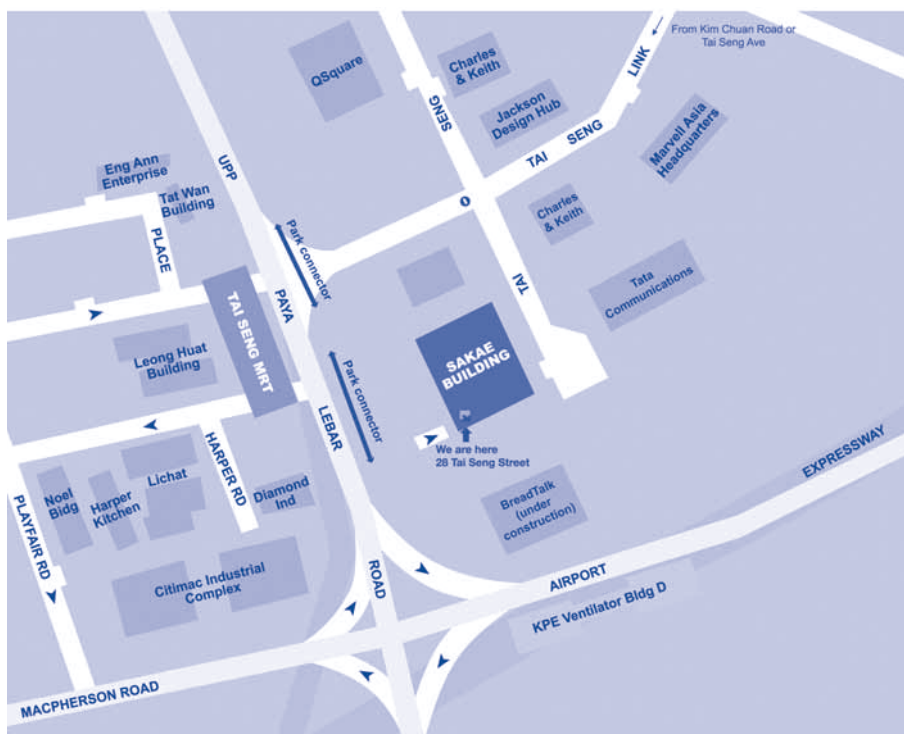 From Kim Chuan Road or
Tai Seng Ave
LINK
Charles
& Keith
QSquare
SENG
Jackson
Design Hub
TAI SENG
Marvell Asia
Headquarters
UPP
Eng Ann
Enterprise
Tat Wan
Building
PLACE
Park connector
Charles
& Keith
PAYA
TAI
Tata
Communications
TAI SENG MRT
Leong Huat
Building
SAKAE
BUILDING
Park connector
LEBAR
We are here
28 Tai Seng Street
HARPER RD
EXPRESSWAY
Noel
Bldg
Harper
Kitchen
Lichat
Diamond
Ind
BreadTalk
(under
construction)
PLAYFAIR RD
Citimac Industrial
Complex
ROAD
AIRPORT
KPE Ventilator Bldg D
MACPHERSON ROAD